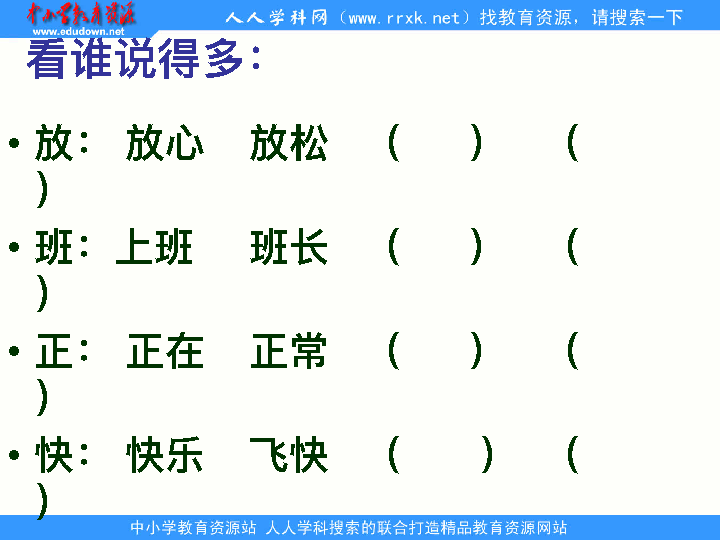 中小学教育资源
www.edudown.net
人人学科网（www.rrxk.net）找教育资源，请搜索一下
看谁说得多：
• 放： 放心 放松 （ ） （
）
• 班：上班 班长 （ ） （
）
• 正： 正在 正常 （ ） （
）
• 快： 快乐 飞快 （ ） （
）
中小学教育资源站 人人学科搜索的联合打造精品教育资源网站